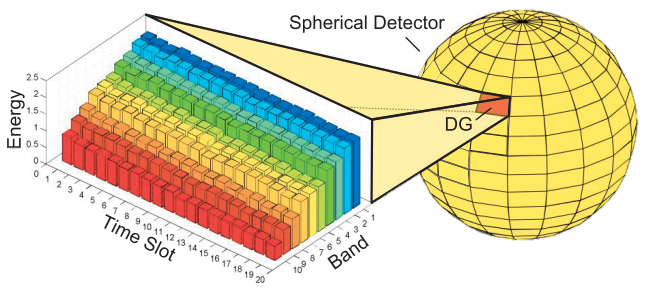 Spherical Detector
DG
Energy
2.5
2
1.5
1
0.5
0
0 1 2 3 4 5 6 7 8 9 10 11 12 13 14 15 16 17 18 19 20
Time Slot
10 9 8 7 6 5 4 3 2 1
Band